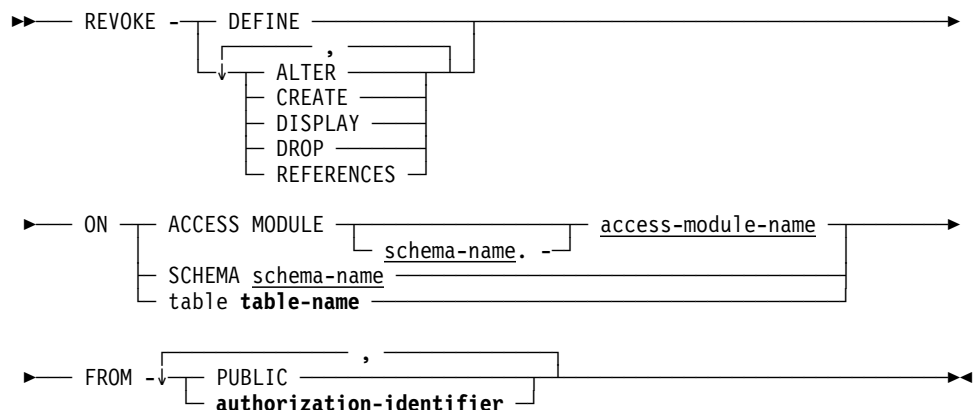 REVOKE DEFINE
,
ALTER
CREATE
DISPLAY
DROP
REFERENCES
ON ACCESS MODULE access-module-name
schema-name.
SCHEMA schema-name
table table-name
,
FROM PUBLIC
authorization-identifier